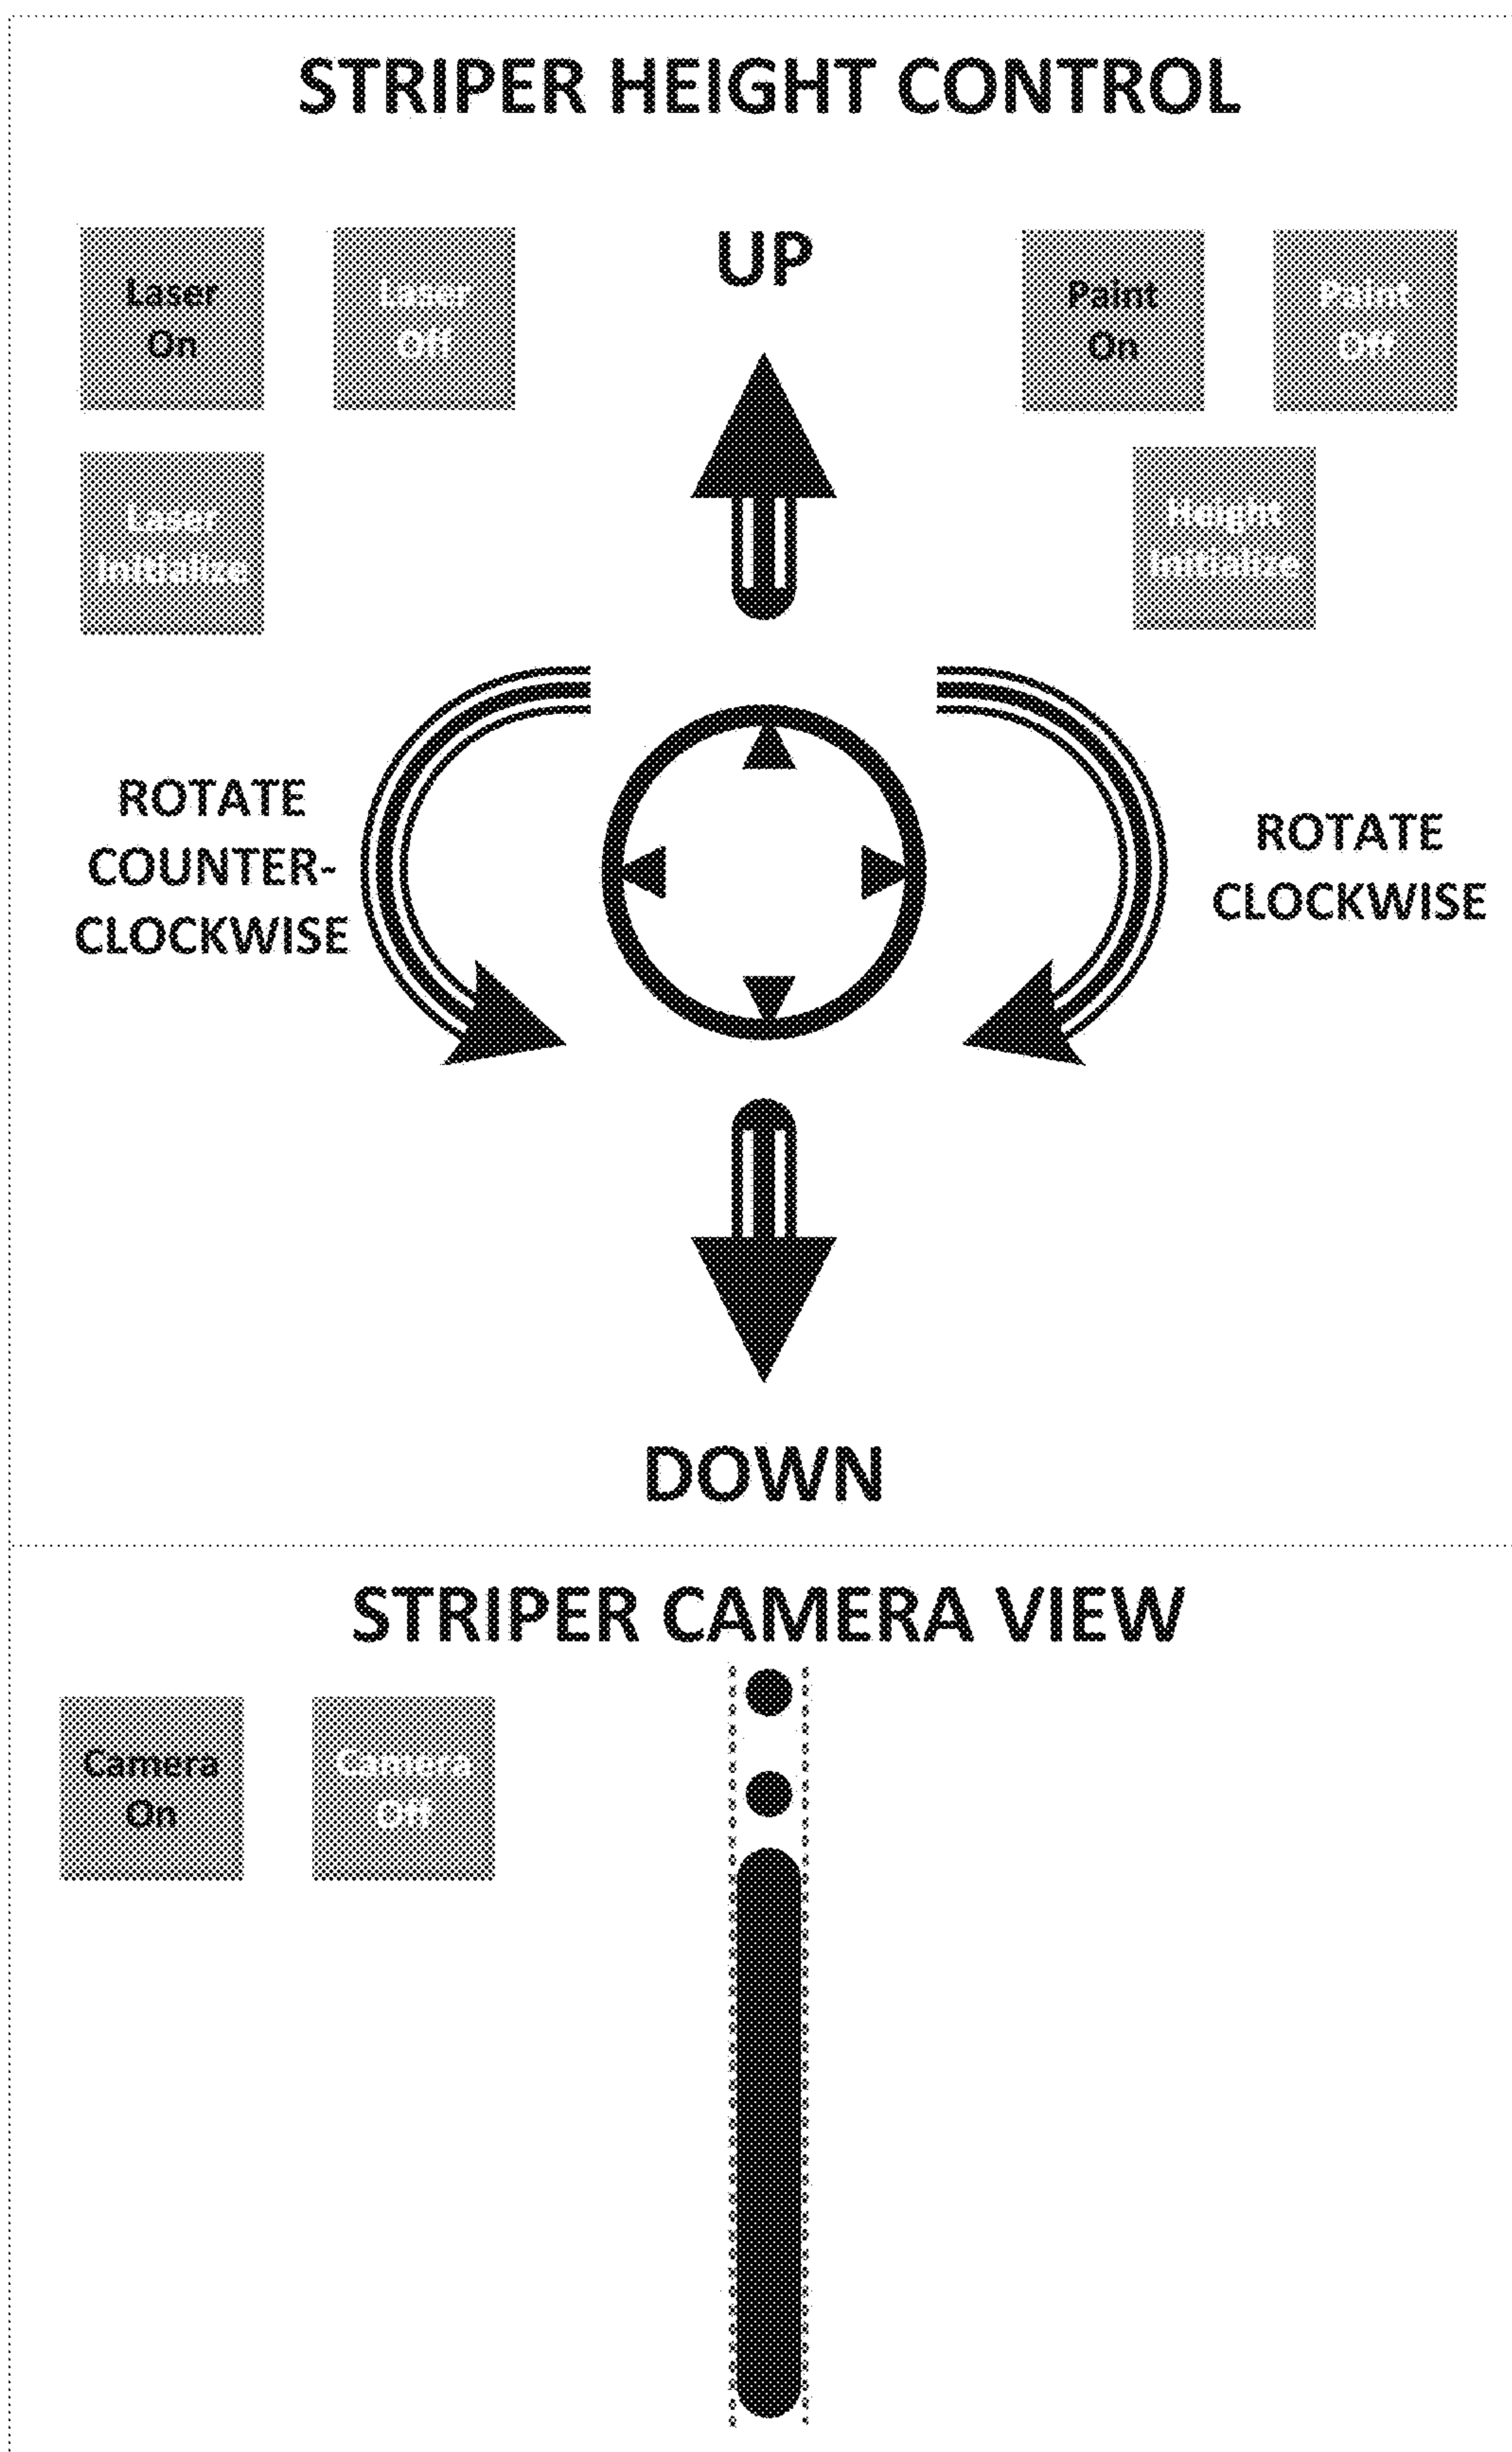 STRIPER HEIGHT CONTROL
Laser
On
Laser
Off
UP
Paint
On
Paint
Off
Laser
Initialize
Height
Initialize
ROTATE
COUNTER-
CLOCKWISE
ROTATE
CLOCKWISE
DOWN
STRIPER CAMERA VIEW
Camera
On
Camera
Off